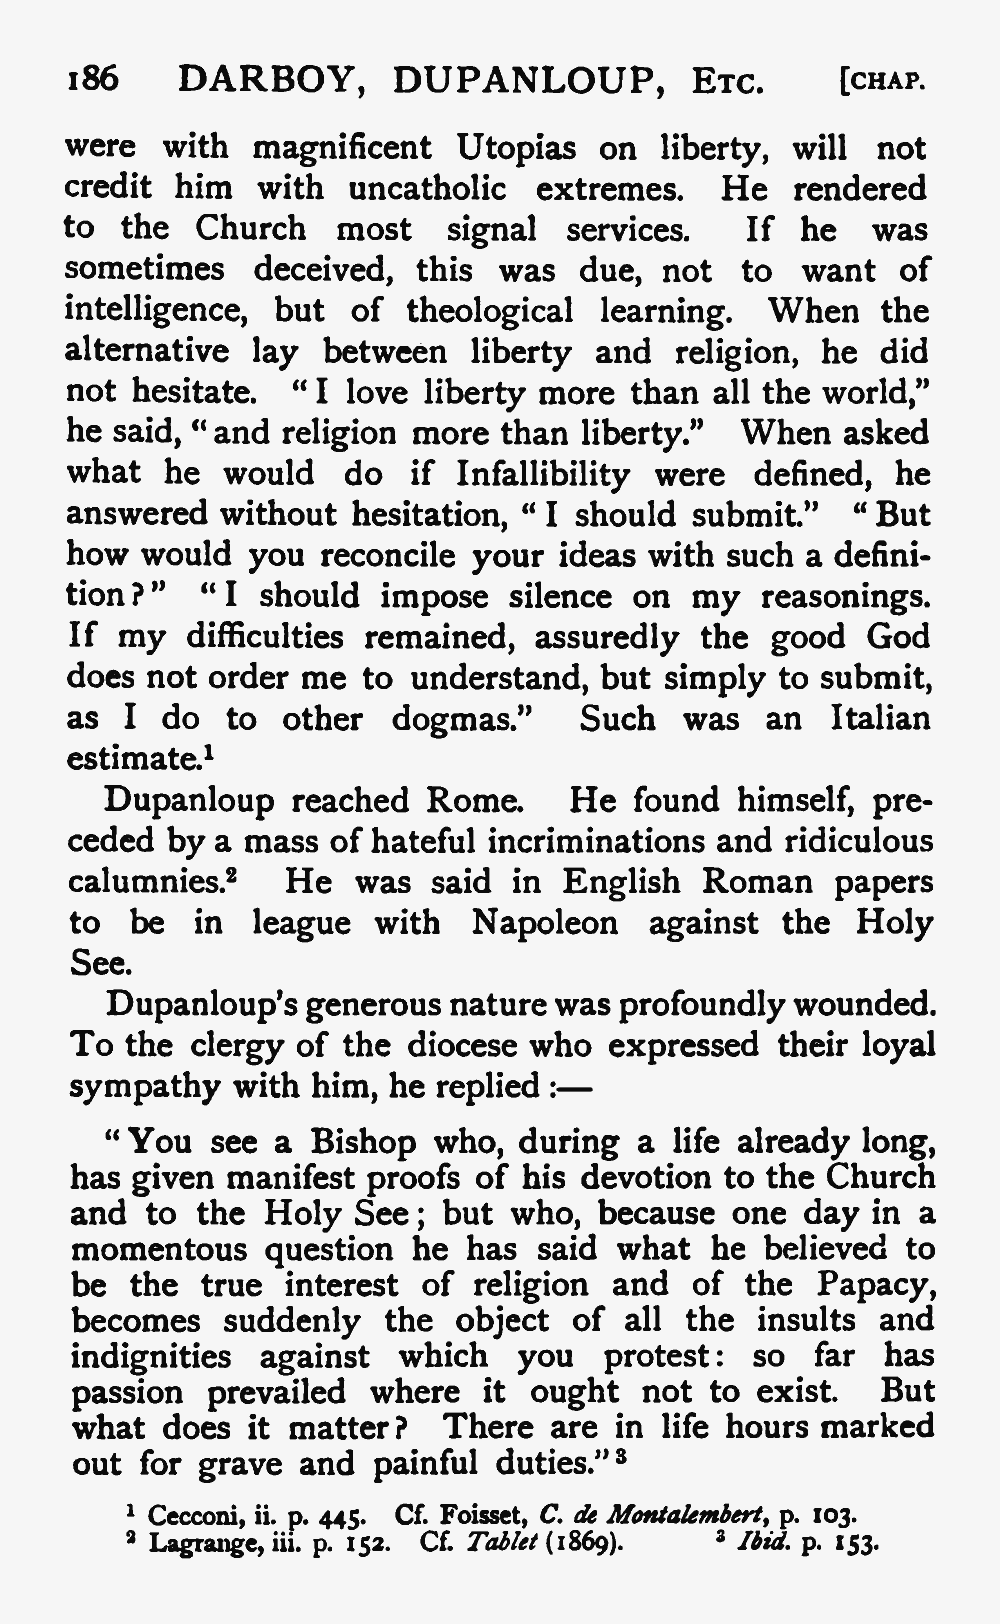 186 DARBOY, DUPANLOUP, ETC. [CHAP.
were with magnificent Utopias on liberty, will not
credit him with uncatholic extremes. He rendered
to the Church most signal services. If he was
sometimes deceived, this was due, not to want of
intelligence, but of theological learning. When the
alternative lay between liberty and religion, he did
not hesitate. “I love liberty more than all the world,”
he said, “and religion more than liberty.” When asked
what he would do if Infallibility were defined, he
answered without hesitation, “I should submit.” “But
how would you reconcile your ideas with such a defini-
tion?” “I should impose silence on my reasonings.
If my difficulties remained, assuredly the good God
does not order me to understand, but simply to submit,
as I do to other dogmas.” Such was an Italian
estimate.¹
Dupanloup reached Rome. He found himself, pre-
ceded by a mass of hateful incriminations and ridiculous
calumnies.² He was said in English Roman papers
to be in league with Napoleon against the Holy
See.
Dupanloup's generous nature was profoundly wounded.
To the clergy of the diocese who expressed their loyal
sympathy with him, he replied :—
“You see a Bishop who, during a life already long,
has given manifest proofs of his devotion to the Church
and to the Holy See; but who, because one day in a
momentous question he has said what he believed to
be the true interest of religion and of the Papacy,
becomes suddenly the object of all the insults and
indignities against which you protest: so far has
passion prevailed where it ought not to exist. But
what does it matter? There are in life hours marked
out for grave and painful duties.”³
¹ Cecconi, ii. p. 445. Cf. Foisset, C. de Montalembert, p. 103.
² Lagrange, iii. p. 152. Cf. Tablet (1869). ³ Ibid. p. 153.